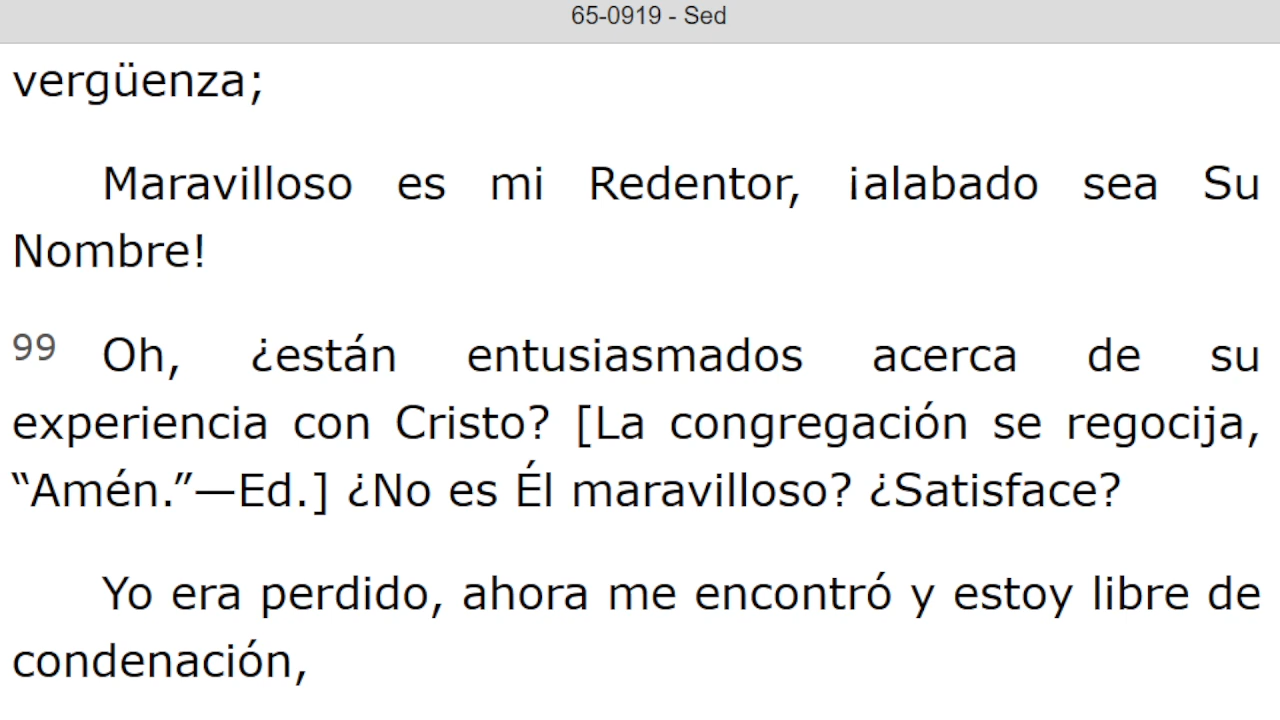 65-0919 - Sed
vergüenza;
Maravilloso es mi Redentor, ¡alabado sea Su
Nombre!
99 Oh, ¿están entusiasmados acerca de su
experiencia con Cristo? [La congregación se regocija,
“Amén.”—Ed.] ¿No es Él maravilloso? ¿Satisface?
Yo era perdido, ahora me encontró y estoy libre de
condenación,